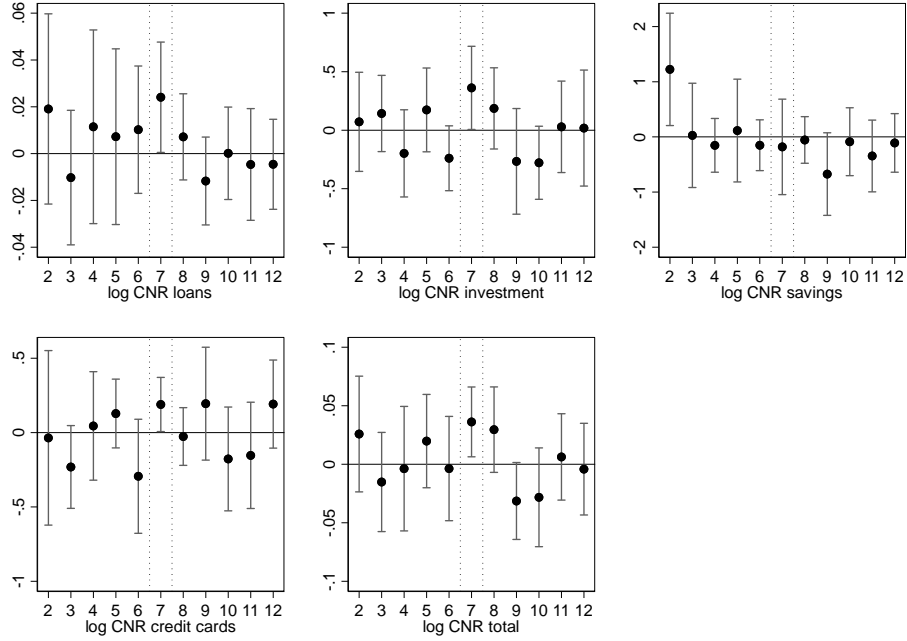 .06
.04
.02
0
-.02
-.04
2 3 4 5 6 7 8 9 10 11 12
log CNR loans
1
.5
0
-.5
-1
2 3 4 5 6 7 8 9 10 11 12
log CNR investment
2
1
0
-1
-2
2 3 4 5 6 7 8 9 10 11 12
log CNR savings
.5
0
-.5
-1
2 3 4 5 6 7 8 9 10 11 12
log CNR credit cards
.1
.05
0
-.05
-.1
2 3 4 5 6 7 8 9 10 11 12
log CNR total